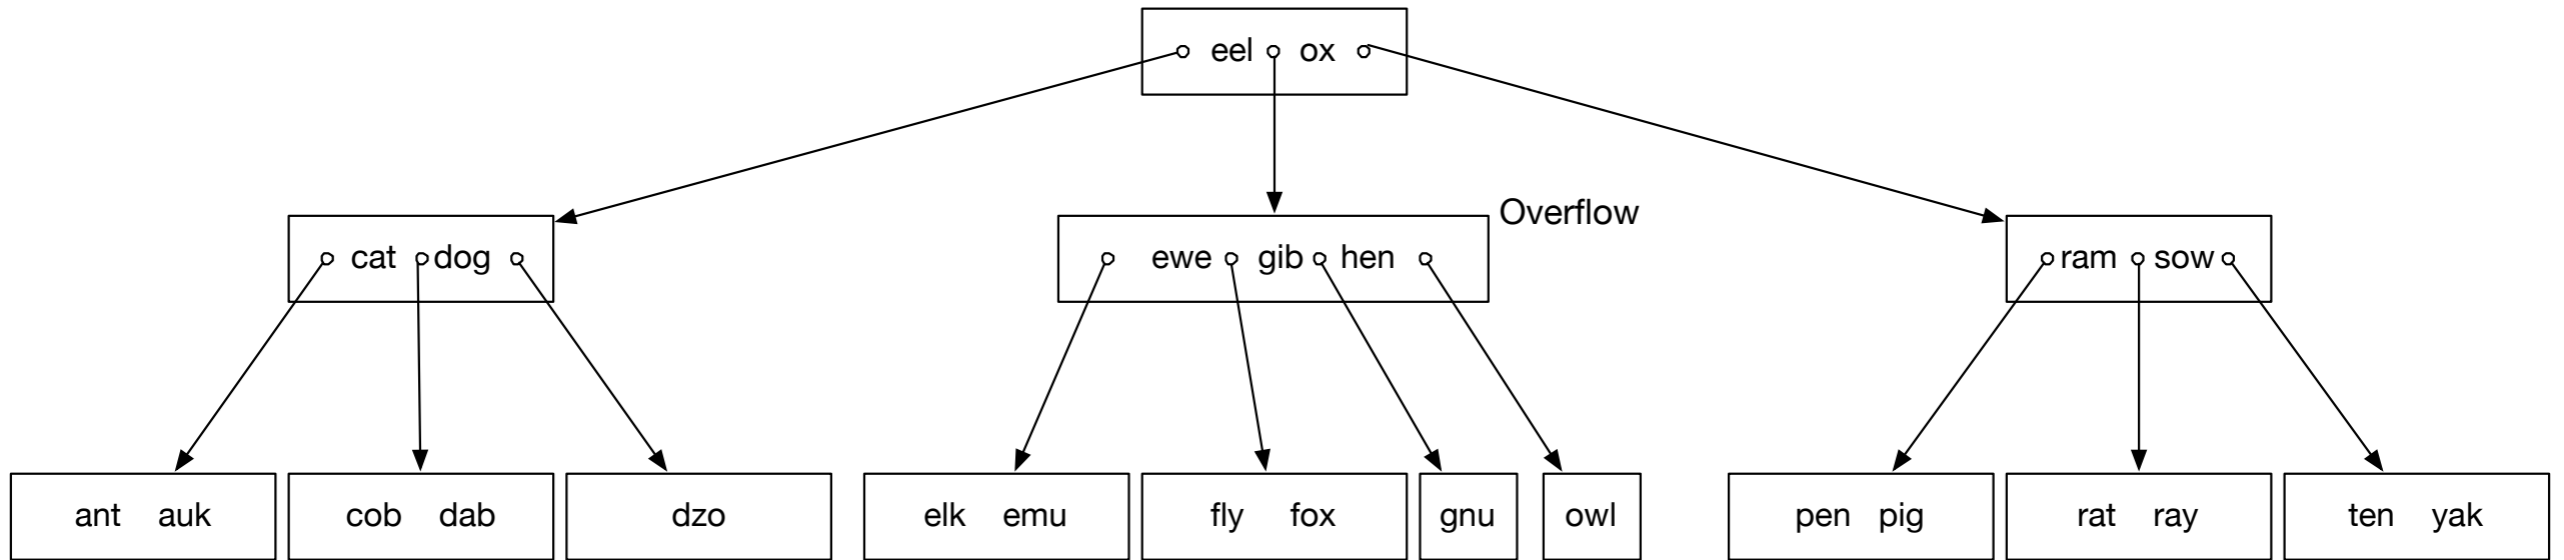 eel ox
Overflow
cat dog
ewe gib hen
ram sow
ant auk
cob dab
dzo
elk emu
fly fox
gnu
owl
pen pig
rat ray
ten yak